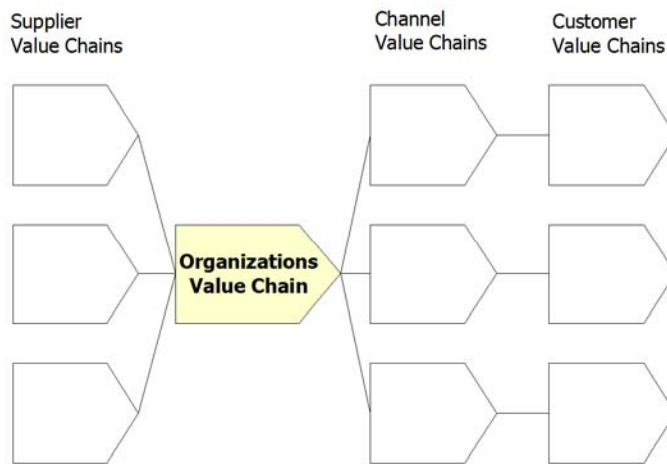 Supplier
Value Chains
Channel
Value Chains
Customer
Value Chains
Organizations
Value Chain